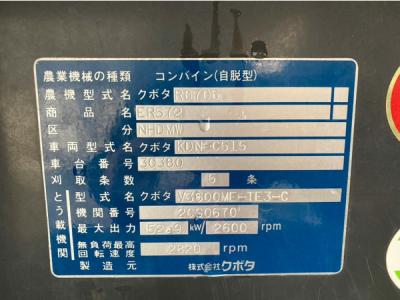 農業機械の種類 コンバイン(自脱型)
農機型式名 クボタ
商品名 ER572
区分 NHDMW
車両型式名 クボタ KDN-C515
車台番号 30380
刈取条数 5 条
とう載機関
型式名 クボタ V3600MF-TE3-C
機関番号
最大出力 52.9 kW/ 2600 rpm
無負荷最高回転速度 2820 rpm
製造元 株式会社クボタ